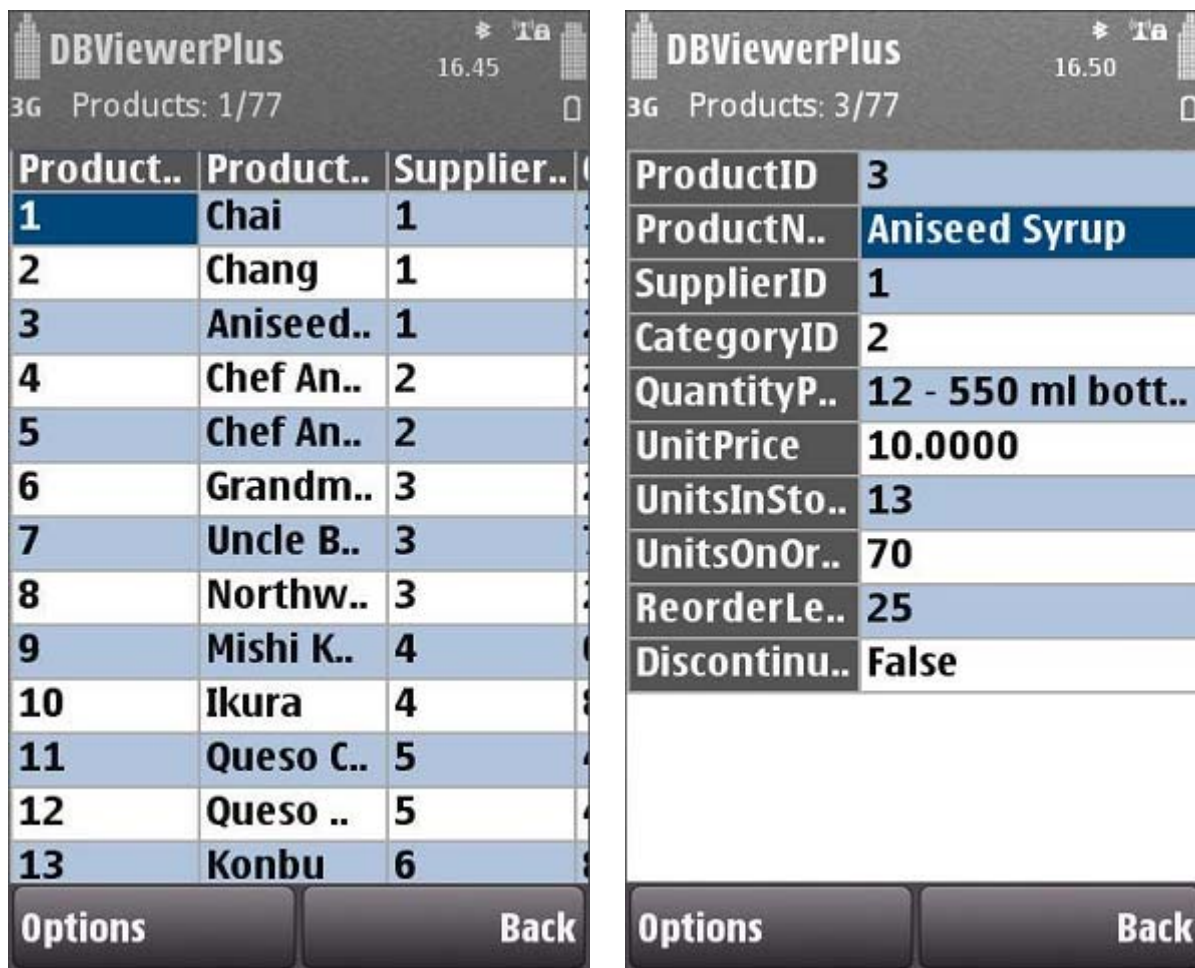 DBViewerPlus
16.45
3G Products: 1/77
Product.. Product.. Supplier..
1 Chai 1
2 Chang 1
3 Aniseed.. 1
4 Chef An.. 2
5 Chef An.. 2
6 Grandm.. 3
7 Uncle B.. 3
8 Northw.. 3
9 Mishi K.. 4
10 Ikura 4
11 Queso C.. 5
12 Queso .. 5
13 Konbu 6
Options Back
DBViewerPlus
16.50
3G Products: 3/77
ProductID 3
ProductN.. Aniseed Syrup
SupplierID 1
CategoryID 2
QuantityP.. 12 - 550 ml bott..
UnitPrice 10.0000
UnitsInSto.. 13
UnitsOnOr.. 70
ReorderLe.. 25
Discontinu.. False
Options Back